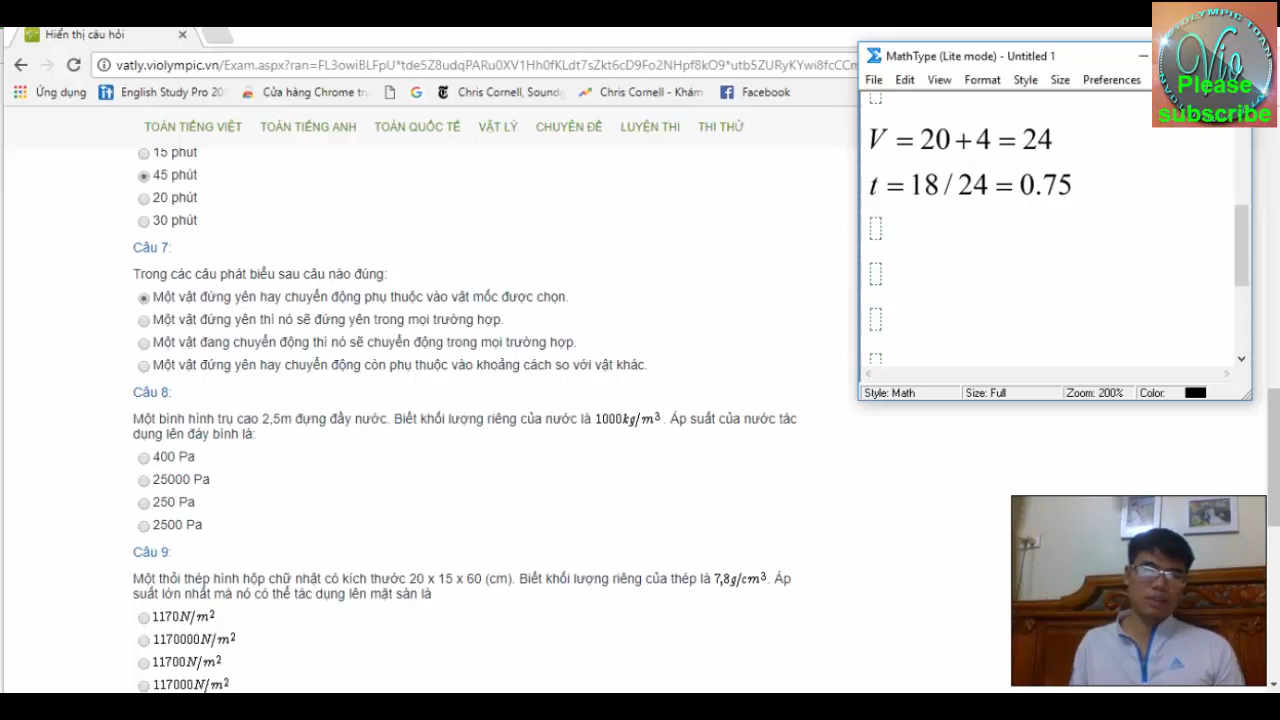 Hiển thị câu hỏi
vatly.violympic.vn/Exam.aspx?ran=
Ứng dụng English Study Pro 20 Cửa hàng Chrome tr Chris Cornell, Sound Chris Cornell - Khám Facebook
TOÁN TIẾNG VIỆT TOÁN TIẾNG ANH TOÁN QUỐC TẾ VẬT LÝ CHUYÊN ĐỀ LUYỆN THI THI THỬ
15 phút
45 phút
20 phút
30 phút
Câu 7:
Trong các câu phát biểu sau câu nào đúng:
Một vật đứng yên hay chuyển động phụ thuộc vào vật mốc được chọn.
Một vật đứng yên thì nó sẽ đứng yên trong mọi trường hợp.
Một vật đang chuyển động thì nó sẽ chuyển động trong mọi trường hợp.
Một vật đứng yên hay chuyển động còn phụ thuộc vào khoảng cách so với vật khác.
Câu 8:
Một bình hình trụ cao 2,5m đựng đầy nước. Biết khối lượng riêng của nước là 1000kg/m³ . Áp suất của nước tác
dụng lên đáy bình là:
400 Pa
25000 Pa
250 Pa
2500 Pa
Câu 9:
Một thỏi thép hình hộp chữ nhật có kích thước 20 x 15 x 60 (cm). Biết khối lượng riêng của thép là 7,8g/cm³. Áp
suất lớn nhất mà nó có thể tác dụng lên mặt sàn là
1170N/m²
1170000N/m²
11700N/m²
117000N/m²
MathType (Lite mode) - Untitled 1
File Edit View Format Style Size Preferences
V = 20 + 4 = 24
t = 18 / 24 = 0.75
Style: Math Size: Full Zoom: 200% Color:
VIOLYMPIC TOÁN
Vio
Please
subscribe